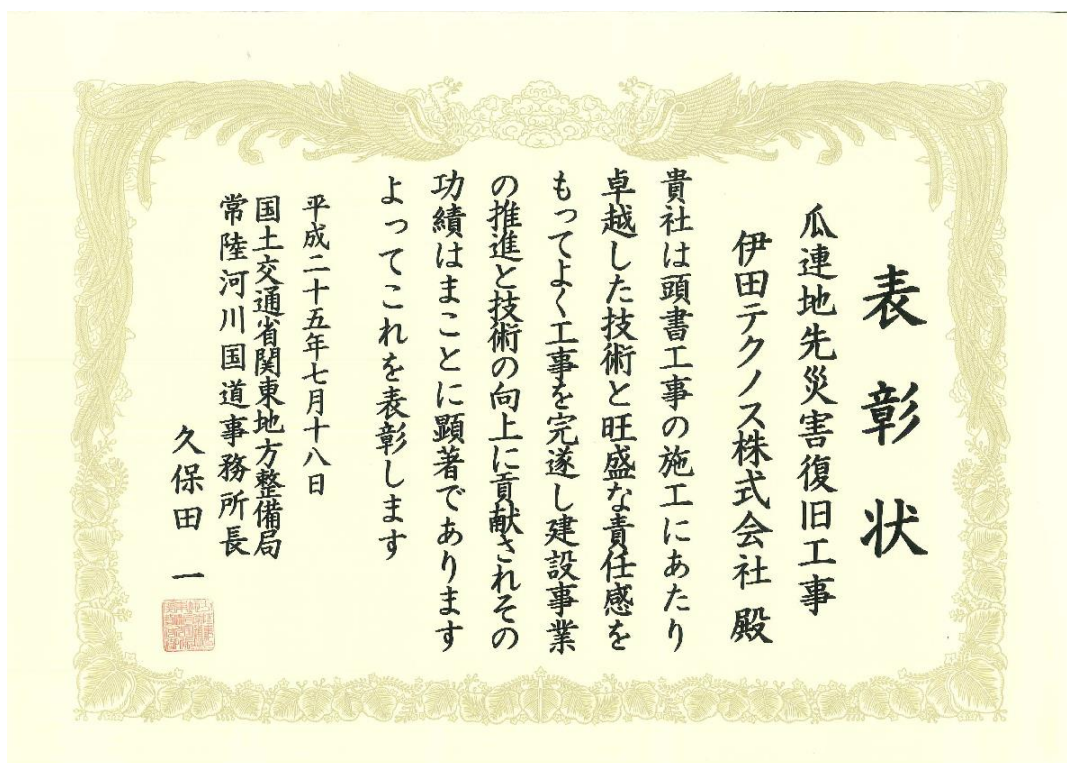 表彰状
瓜連地先災害復旧工事
伊田テクノス株式会社 殿
貴社は頭書工事の施工にあたり
卓越した技術と旺盛な責任感を
もってよく工事を完遂し建設事業
の推進と技術の向上に貢献されその
功績はまことに顕著であります
よってこれを表彰します
平成二十五年七月十八日
国土交通省関東地方整備局
常陸河川国道事務所長
久保田 一